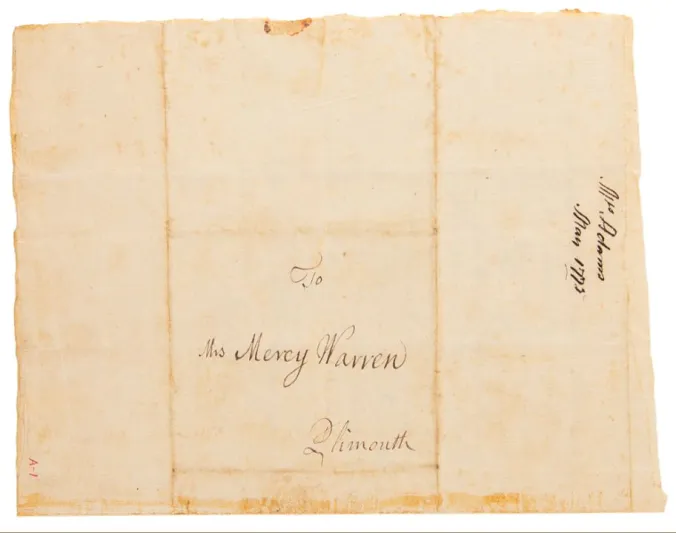 To
Mrs Mercy Warren
Plimouth
Mrs Adams
May 1775
A-1